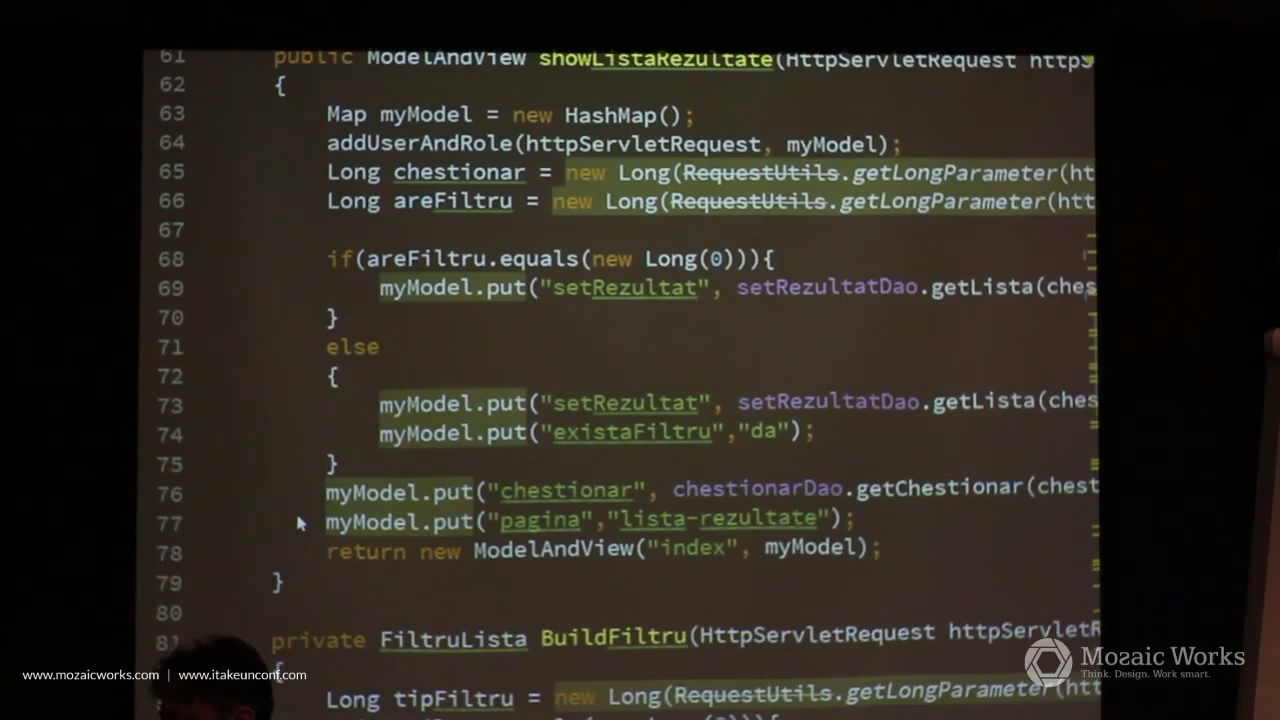 61 public ModelAndView showListaRezultate(HttpServletRequest httpS
62 {
63 Map myModel = new HashMap();
64 addUserAndRole(httpServletRequest, myModel);
65 Long chestionar = new Long(RequestUtils.getLongParameter(ht
66 Long areFiltru = new Long(RequestUtils.getLongParameter(htt
67
68 if(areFiltru.equals(new Long(0))){
69 myModel.put("setRezultat", setRezultatDao.getLista(ches
70 }
71 else
72 {
73 myModel.put("setRezultat", setRezultatDao.getLista(ches
74 myModel.put("existaFiltru","da");
75 }
76 myModel.put("chestionar", chestionarDao.getChestionar(chest
77 myModel.put("pagina","lista-rezultate");
78 return new ModelAndView("index", myModel);
79 }
80
81 private FiltruLista BuildFiltru(HttpServletRequest httpServletR
{
Long tipFiltru = new Long(RequestUtils.getLongParameter(htt
www.mozaicworks.com | www.itakeunconf.com
Mozaic Works
Think. Design. Work smart.